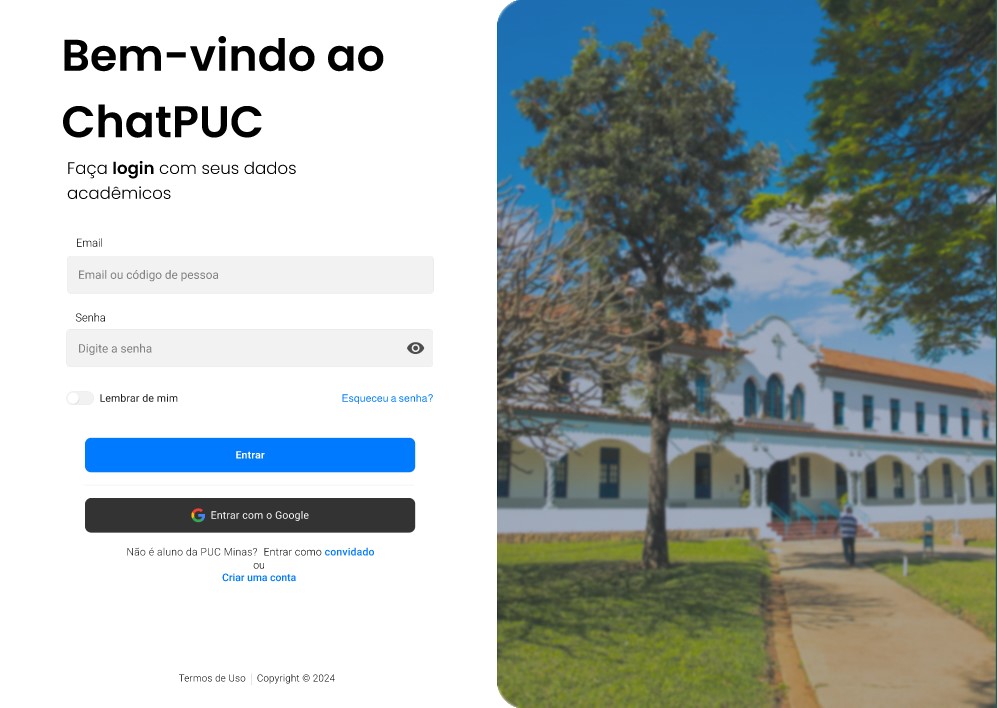 Bem-vindo ao
ChatPUC
Faça login com seus dados
acadêmicos
Email
Email ou código de pessoa
Senha
Digite a senha
Lembrar de mim
Esqueceu a senha?
Entrar
Entrar com o Google
Não é aluno da PUC Minas? Entrar como convidado
ou
Criar uma conta
Termos de Uso | Copyright © 2024